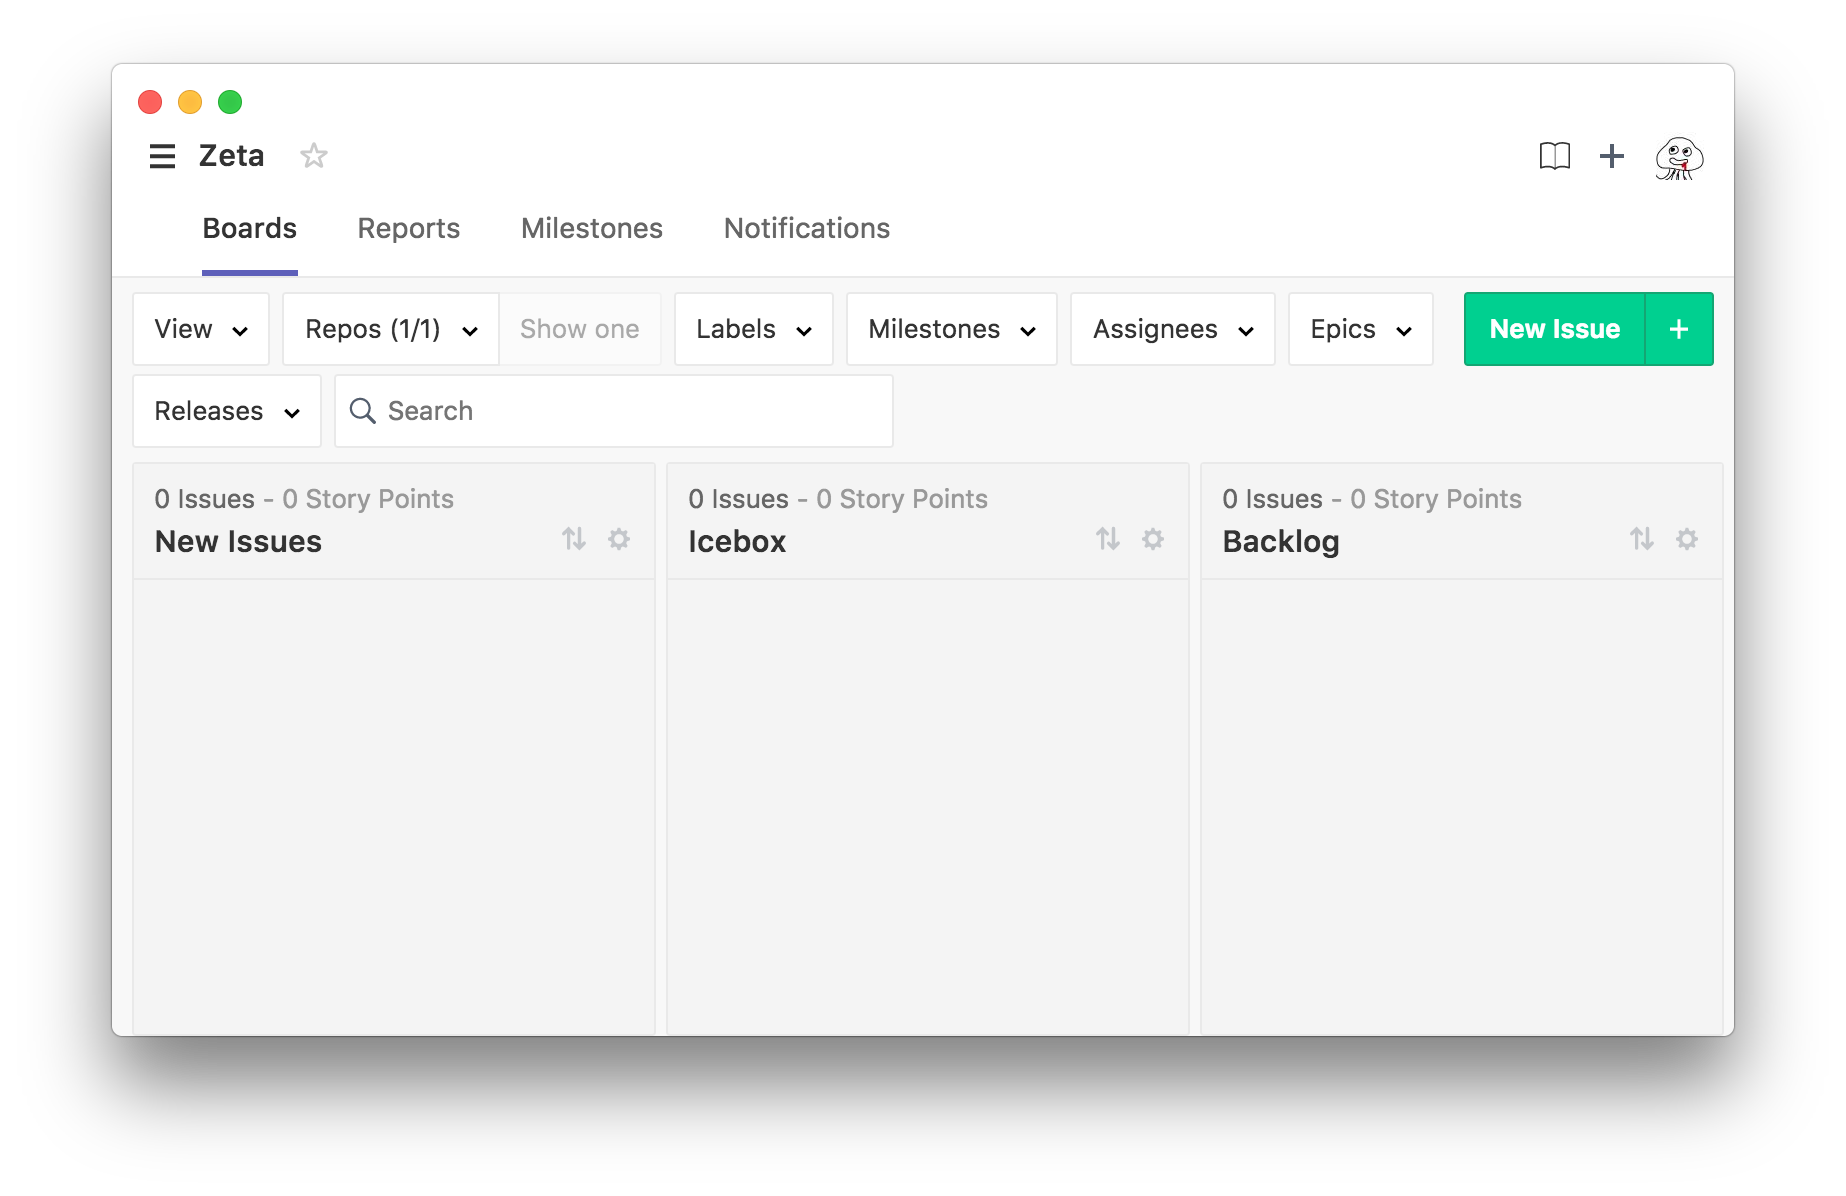 Zeta
Boards Reports Milestones Notifications
View Repos (1/1) Show one Labels Milestones Assignees Epics New Issue +
Releases Search
0 Issues - 0 Story Points 0 Issues - 0 Story Points 0 Issues - 0 Story Points
New Issues Icebox Backlog